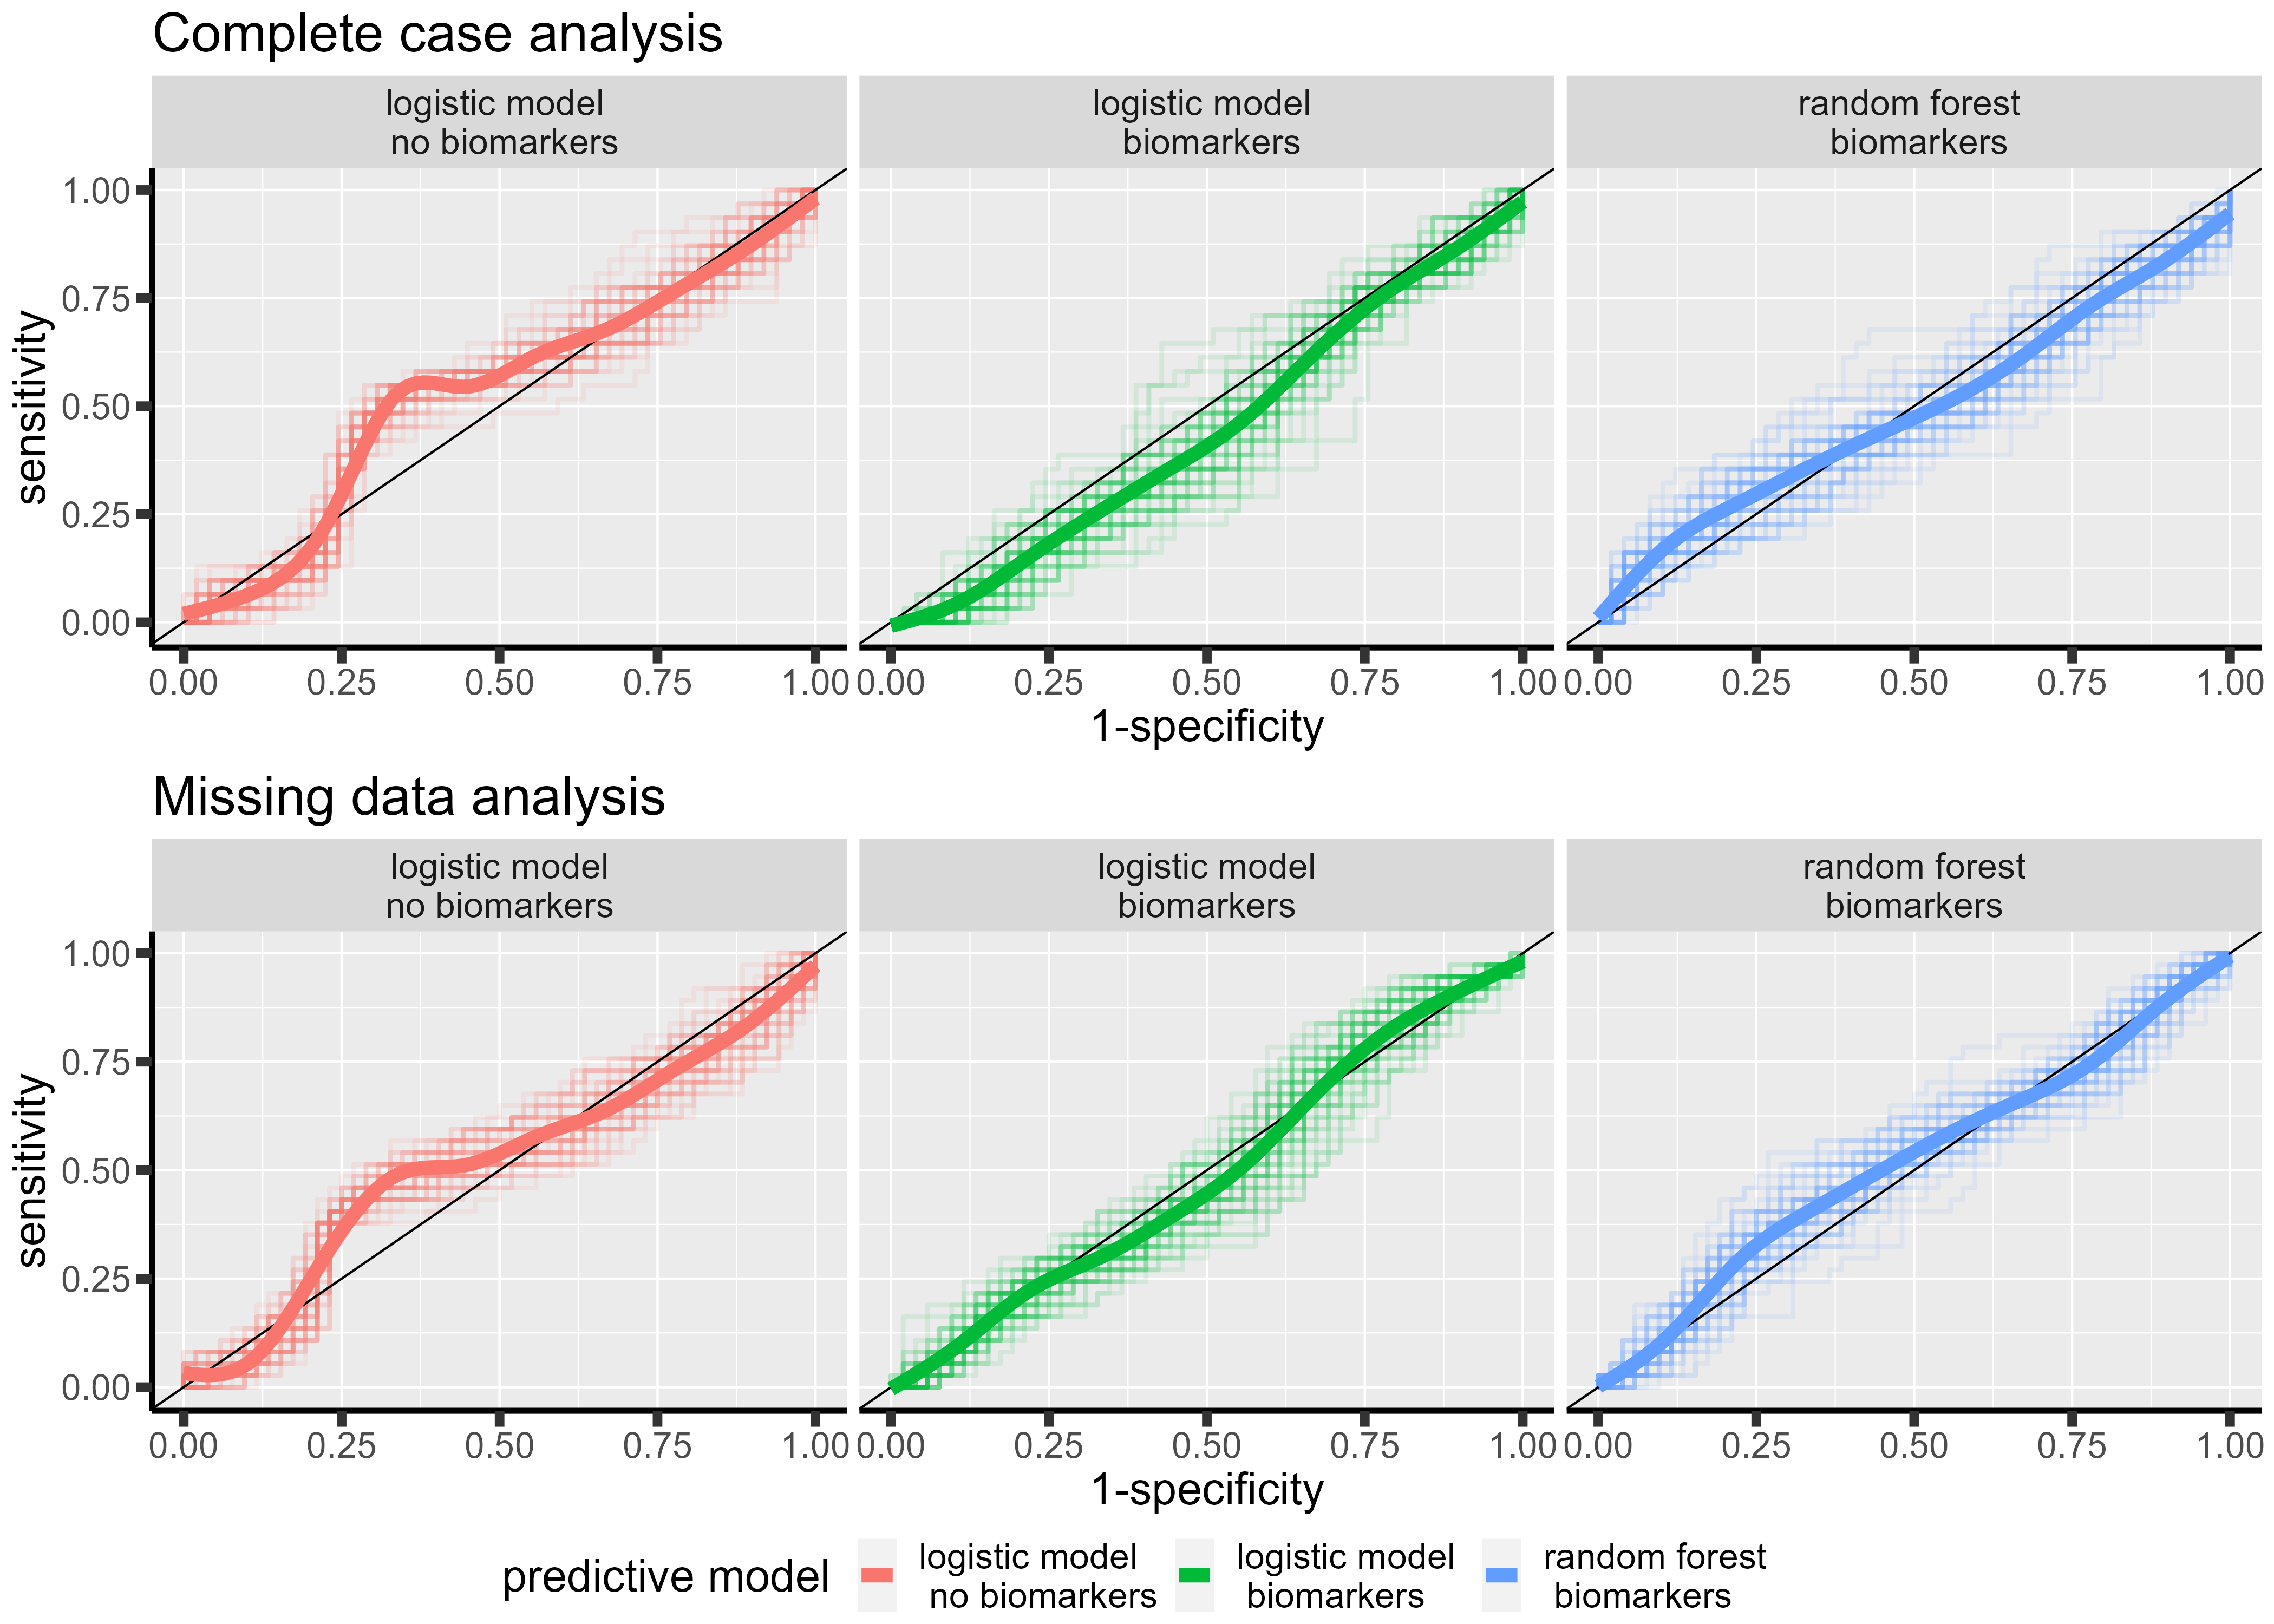 Complete case analysis
logistic model
no biomarkers
logistic model
biomarkers
random forest
biomarkers
sensitivity
1.00
0.75
0.50
0.25
0.00
0.00 0.25 0.50 0.75 1.00 0.00 0.25 0.50 0.75 1.00 0.00 0.25 0.50 0.75 1.00
1-specificity
Missing data analysis
logistic model
no biomarkers
logistic model
biomarkers
random forest
biomarkers
sensitivity
1.00
0.75
0.50
0.25
0.00
0.00 0.25 0.50 0.75 1.00 0.00 0.25 0.50 0.75 1.00 0.00 0.25 0.50 0.75 1.00
1-specificity
predictive model
logistic model
no biomarkers
logistic model
biomarkers
random forest
biomarkers